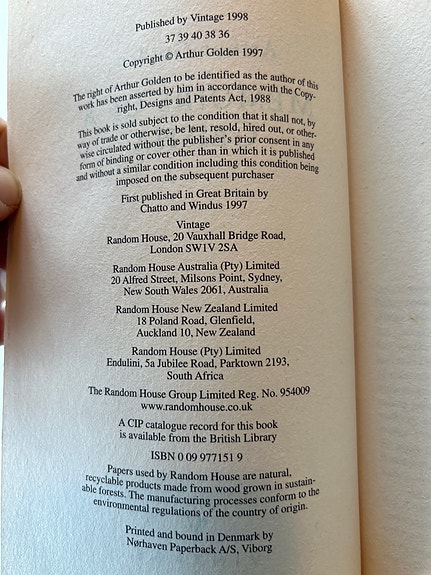 Published by Vintage 1998
37 39 40 38 36
Copyright © Arthur Golden 1997
The right of Arthur Golden to be identified as the author of this
work has been asserted by him in accordance with the Copy-
right, Designs and Patents Act, 1988
This book is sold subject to the condition that it shall not, by
way of trade or otherwise, be lent, resold, hired out, or other-
wise circulated without the publisher's prior consent in any
form of binding or cover other than in which it is published
and without a similar condition including this condition being
imposed on the subsequent purchaser
First published in Great Britain by
Chatto and Windus 1997
Vintage
Random House, 20 Vauxhall Bridge Road,
London SW1V 2SA
Random House Australia (Pty) Limited
20 Alfred Street, Milsons Point, Sydney,
New South Wales 2061, Australia
Random House New Zealand Limited
18 Poland Road, Glenfield,
Auckland 10, New Zealand
Random House (Pty) Limited
Endulini, 5a Jubilee Road, Parktown 2193,
South Africa
The Random House Group Limited Reg. No. 954009
www.randomhouse.co.uk
A CIP catalogue record for this book
is available from the British Library
ISBN 0 09 977151 9
Papers used by Random House are natural,
recyclable products made from wood grown in sustain-
able forests. The manufacturing processes conform to the
environmental regulations of the country of origin.
Printed and bound in Denmark by
Nørhaven Paperback A/S, Viborg